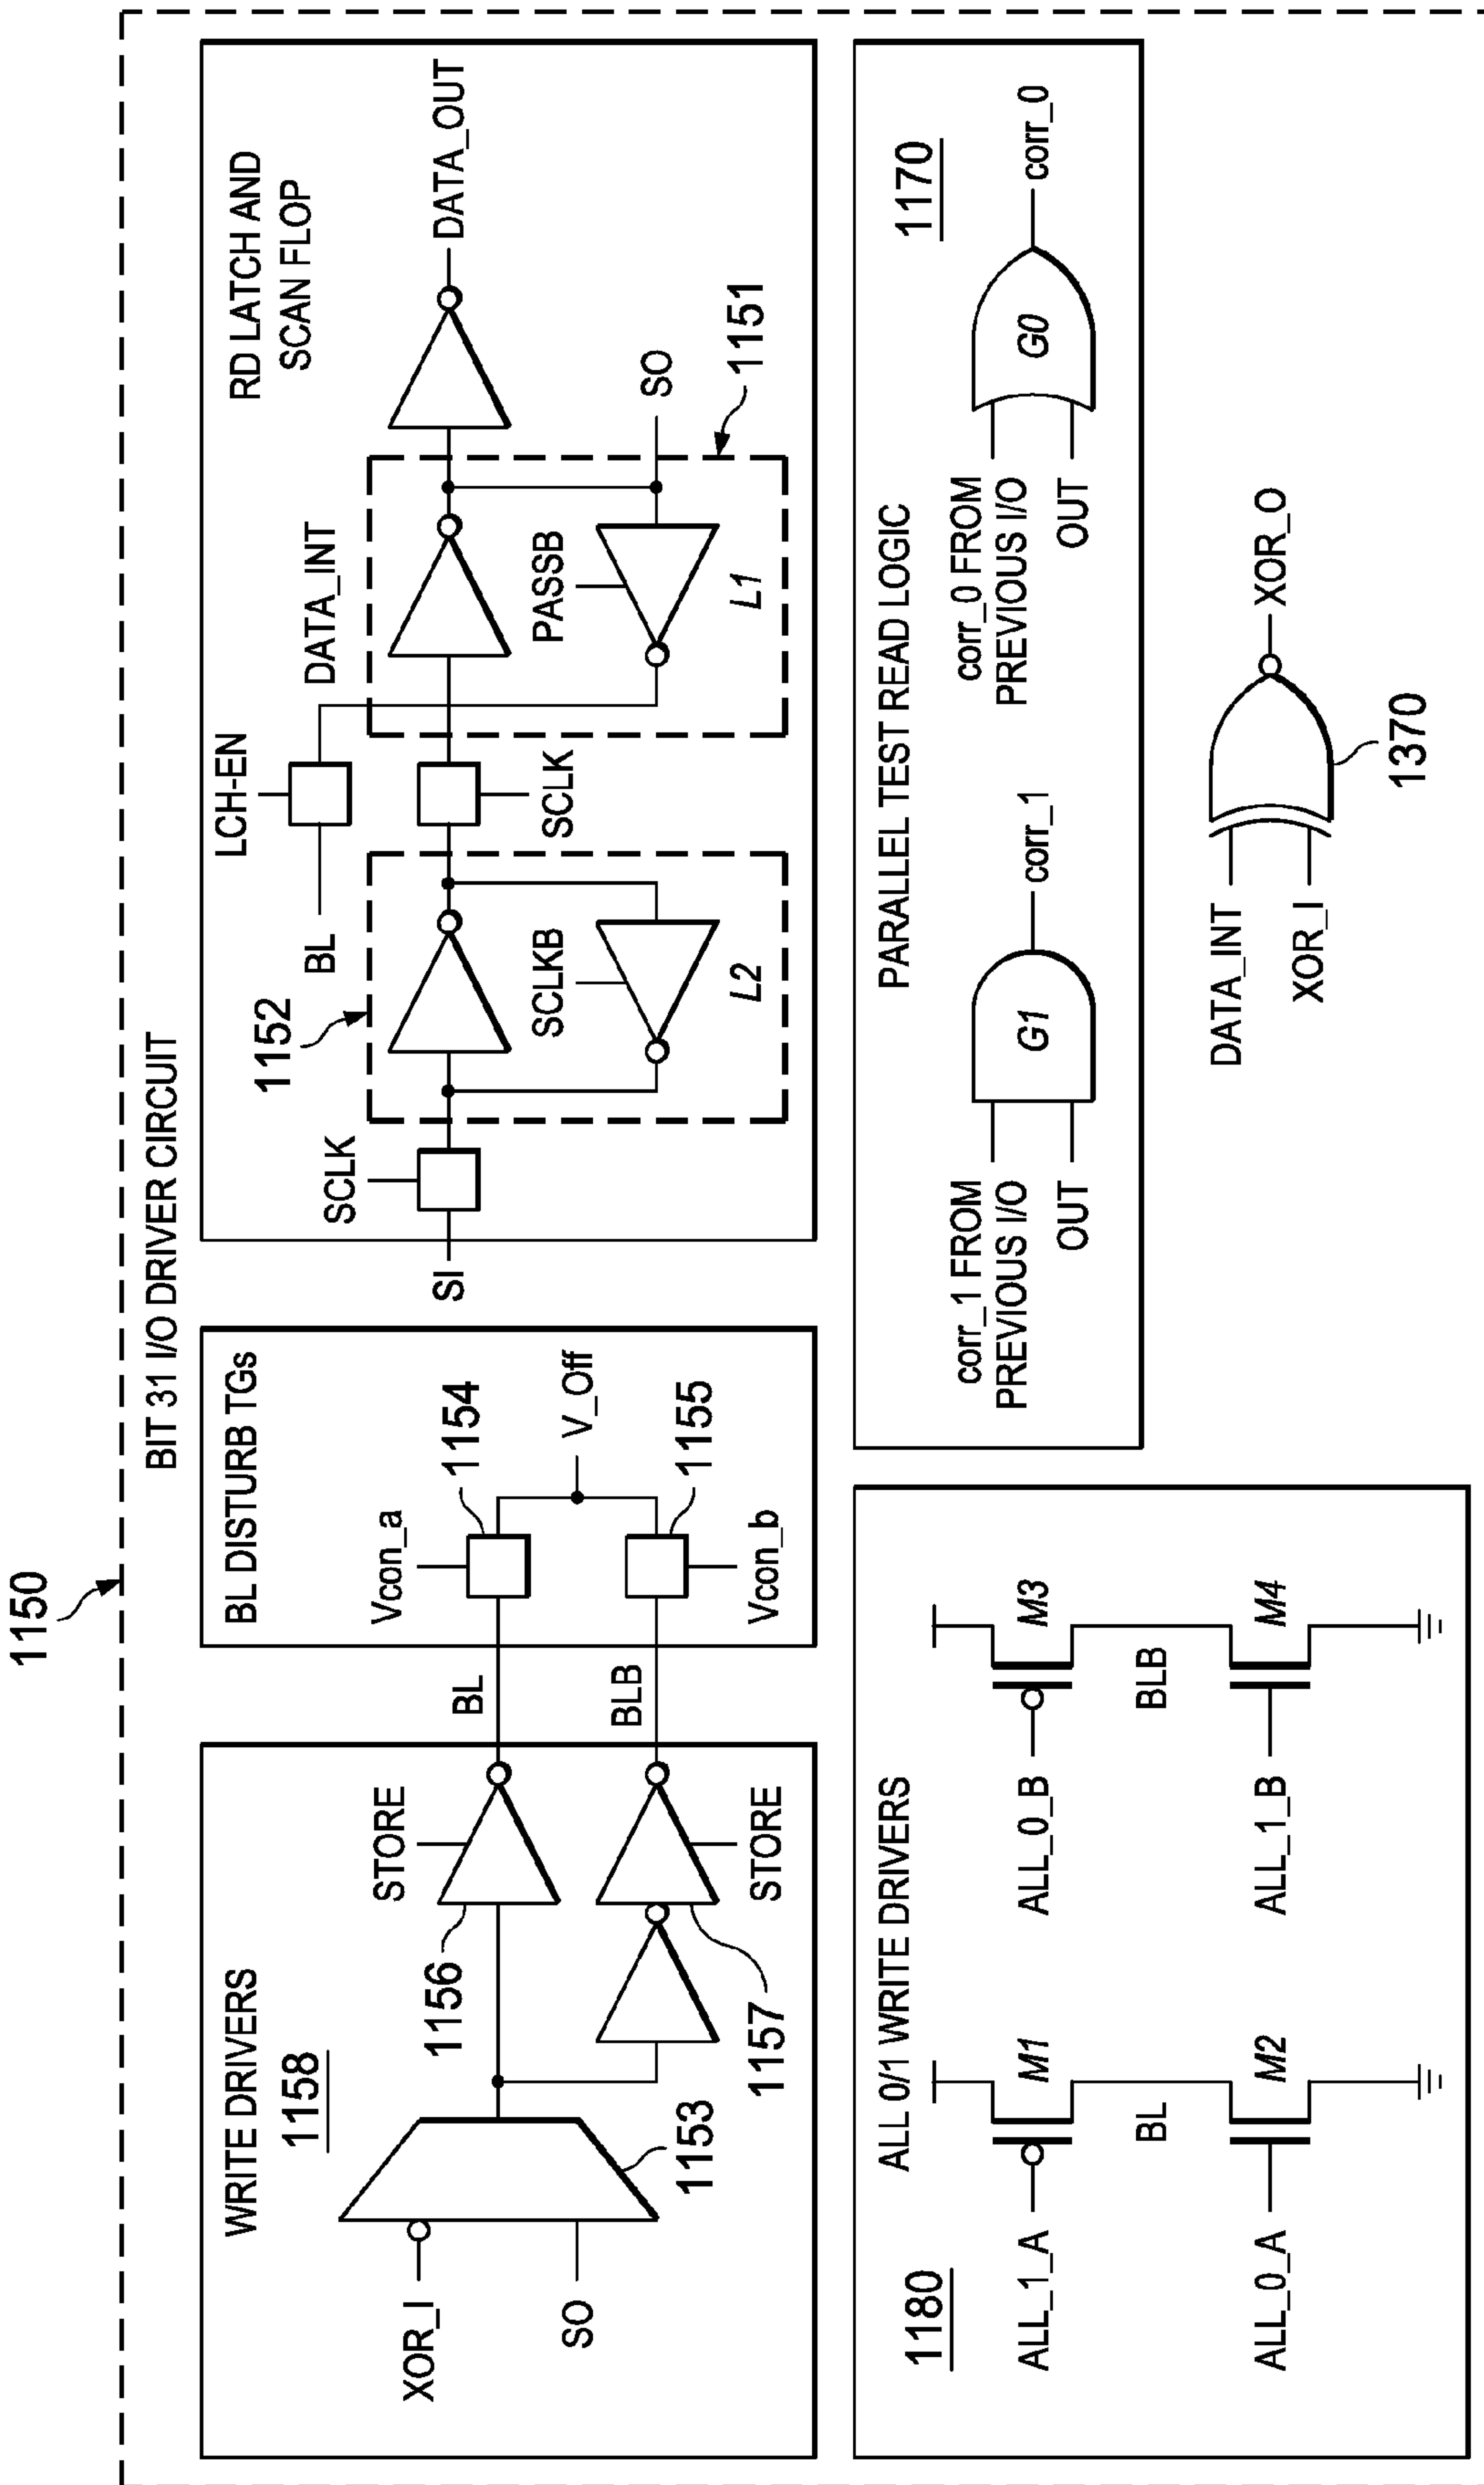 1150
BIT 31 I/O DRIVER CIRCUIT
WRITE DRIVERS
1158
XOR_I
SO
1153
1156
STORE
1157
STORE
BL
BLB
BL DISTURB TGs
Vcon_a
1154
V_Off
1155
Vcon_b
RD LATCH AND
SCAN FLOP
SI
SCLK
1152
SCLKB
L2
BL
LCH-EN
SCLK
DATA_INT
PASSB
L1
SO
1151
DATA_OUT
ALL 0/1 WRITE DRIVERS
1180
ALL_1_A
M1
BL
ALL_0_A
M2
ALL_0_B
M3
BLB
ALL_1_B
M4
PARALLEL TEST READ LOGIC
1170
corr_1 FROM
PREVIOUS I/O
OUT
G1
corr_1
corr_0 FROM
PREVIOUS I/O
OUT
G0
corr_0
DATA_INT
XOR_I
1370
XOR_O